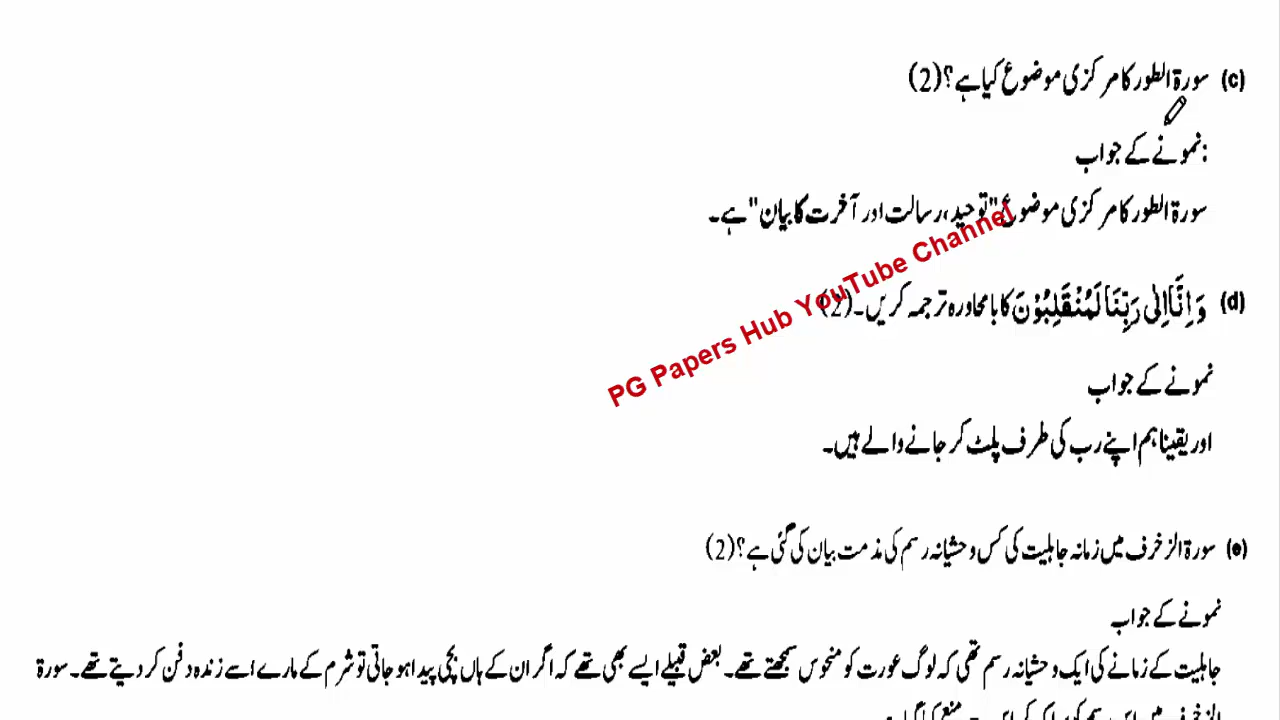 (c) سورۃ الطور کا مرکزی موضوع کیا ہے؟ (2)
نمونے کے جواب:
سورۃ الطور کا مرکزی موضوع "توحید، رسالت اور آخرت کا بیان" ہے۔
PG Papers Hub YouTube Channel
(d) وَ اِنَّاۤ اِلٰى رَبِّنَا لَمُنْقَلِبُوْنَ کا بامحاورہ ترجمہ کریں۔ (2)
نمونے کے جواب
اور یقینا ہم اپنے رب کی طرف پلٹ کر جانے والے ہیں۔
(e) سورۃ الزخرف میں زمانہ جاہلیت کی کس وحشیانہ رسم کی مذمت بیان کی گئی ہے؟ (2)
نمونے کے جواب
جاہلیت کے زمانے کی ایک وحشیانہ رسم تھی کہ لوگ عورت کو منحوس سمجھتے تھے۔ بعض قبیلے ایسے بھی تھے کہ اگر ان کے ہاں بچی پیدا ہو جاتی تو شرم کے مارے اسے زندہ دفن کر دیتے تھے۔ سورۃ
الزخرف میں اس رسم کو